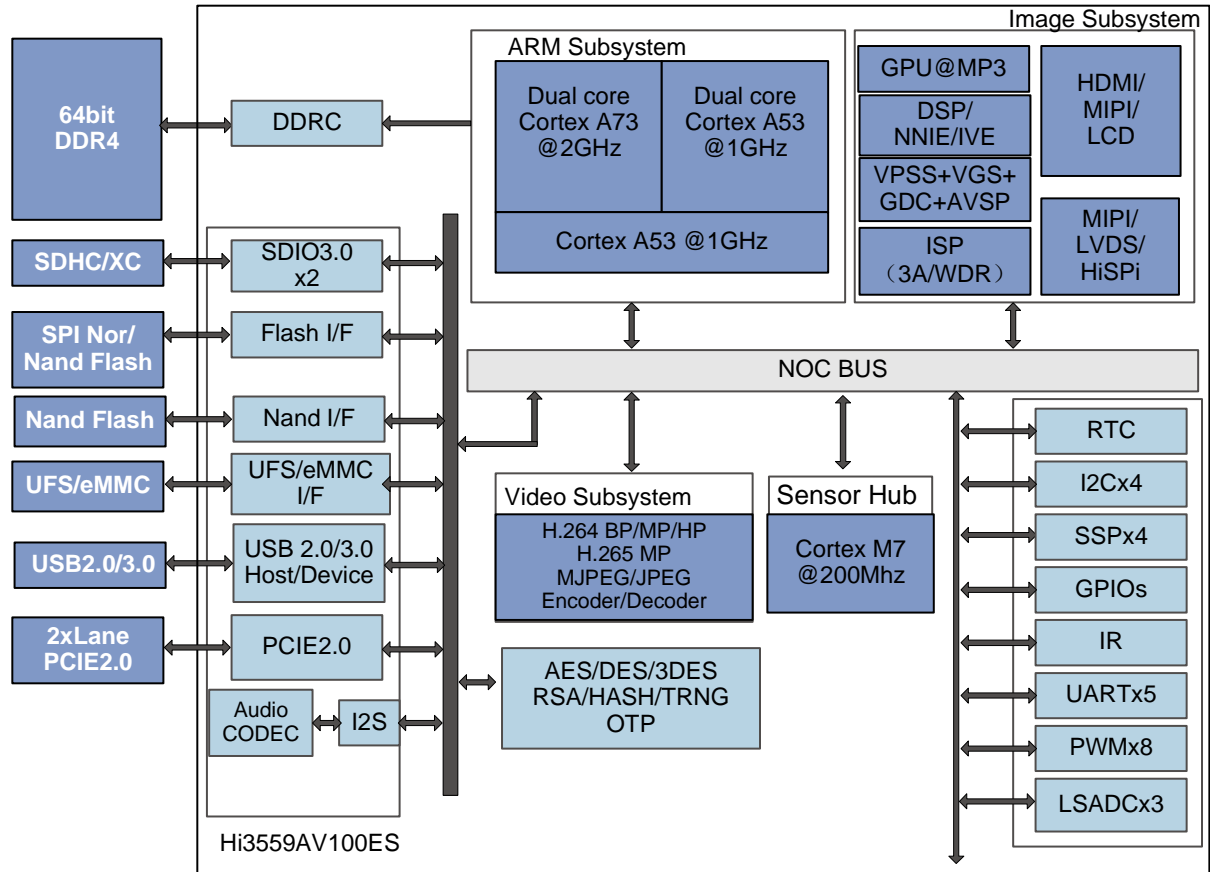 Image Subsystem
ARM Subsystem
64bit
DDR4
DDRC
Dual core
Cortex A73
@2GHz
Dual core
Cortex A53
@1GHz
Cortex A53 @1GHz
GPU@MP3
DSP/
NNIE/IVE
VPSS+VGS+
GDC+AVSP
ISP
（3A/WDR）
HDMI/
MIPI/
LCD
MIPI/
LVDS/
HiSPi
SDHC/XC
SDIO3.0
x2
SPI Nor/
Nand Flash
Flash I/F
Nand Flash
Nand I/F
UFS/eMMC
UFS/eMMC
I/F
USB2.0/3.0
USB 2.0/3.0
Host/Device
2xLane
PCIE2.0
PCIE2.0
Audio
CODEC
I2S
NOC BUS
Video Subsystem
H.264 BP/MP/HP
H.265 MP
MJPEG/JPEG
Encoder/Decoder
Sensor Hub
Cortex M7
@200Mhz
AES/DES/3DES
RSA/HASH/TRNG
OTP
RTC
I2Cx4
SSPx4
GPIOs
IR
UARTx5
PWMx8
LSADCx3
Hi3559AV100ES